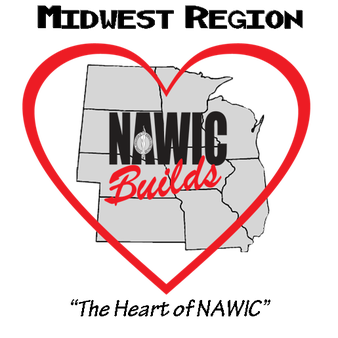 MIDWEST REGION
NAWIC
Builds
"The Heart of NAWIC"